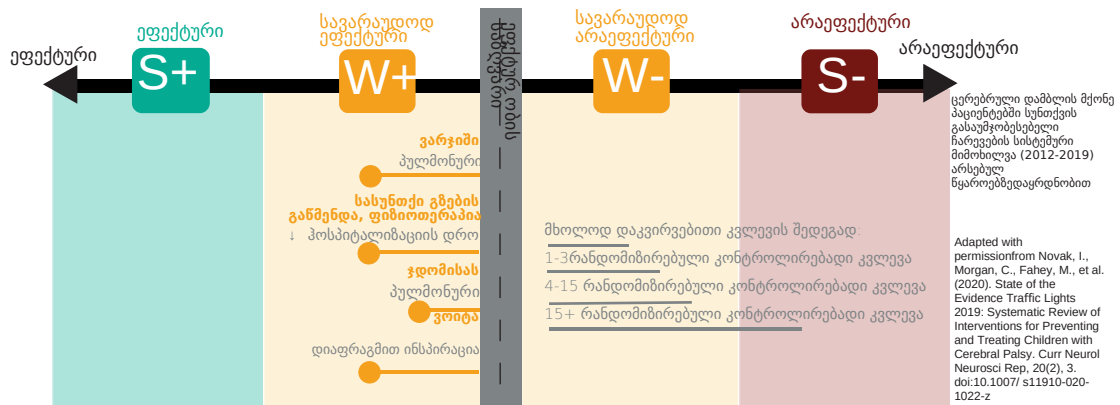 ეფექტური
ეფექტური
S+
სავარაუდოდ
ეფექტური
W+
სავარაუდოდ
არაეფექტური
W-
არაეფექტური
S-
არაეფექტური
ვარჯიში
პულმონური
სასუნთქი გზების
გაწმენდა, ფიზიოთერაპია
↓ ჰოსპიტალიზაციის დრო
ჯდომისას
პულმონური
ვოიტა
დიაფრაგმით ინსპირაცია
მხოლოდ დაკვირვებითი კვლევის შედეგად:
1-3რანდომიზირებული კონტროლირებადი კვლევა
4-15 რანდომიზირებული კონტროლირებადი კვლევა
15+ რანდომიზირებული კონტროლირებადი კვლევა
ცერებრული დამბლის მქონე
პაციენტებში სუნთქვის
გასაუმჯობესებელი
ჩარევების სისტემური
მიმოხილვა (2012-2019)
არსებულ
წყაროებზედაყრდნობით
Adapted with
permissionfrom Novak, I.,
Morgan, C., Fahey, M., et al.
(2020). State of the
Evidence Traffic Lights
2019: Systematic Review of
Interventions for Preventing
and Treating Children with
Cerebral Palsy. Curr Neurol
Neurosci Rep, 20(2), 3.
doi:10.1007/ s11910-020-
1022-z